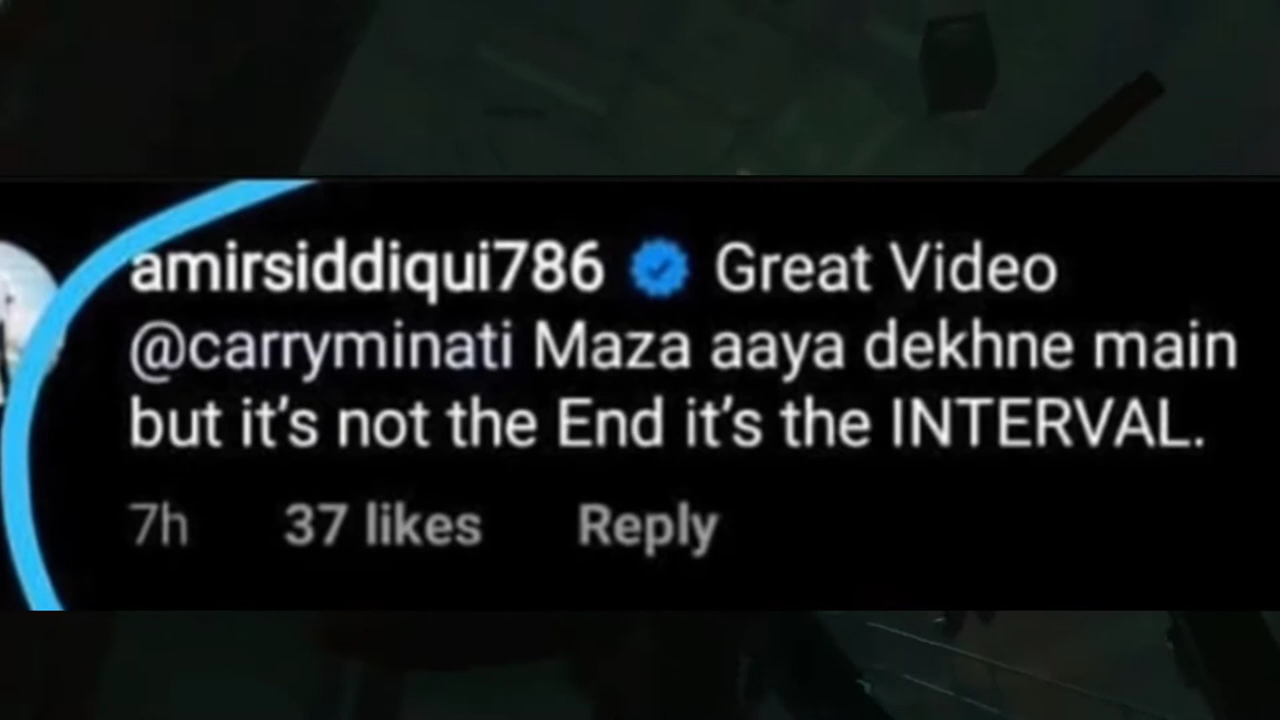 amirsiddiqui786 Great Video
@carryminati Maza aaya dekhne main
but it’s not the End it’s the INTERVAL.
7h 37 likes Reply